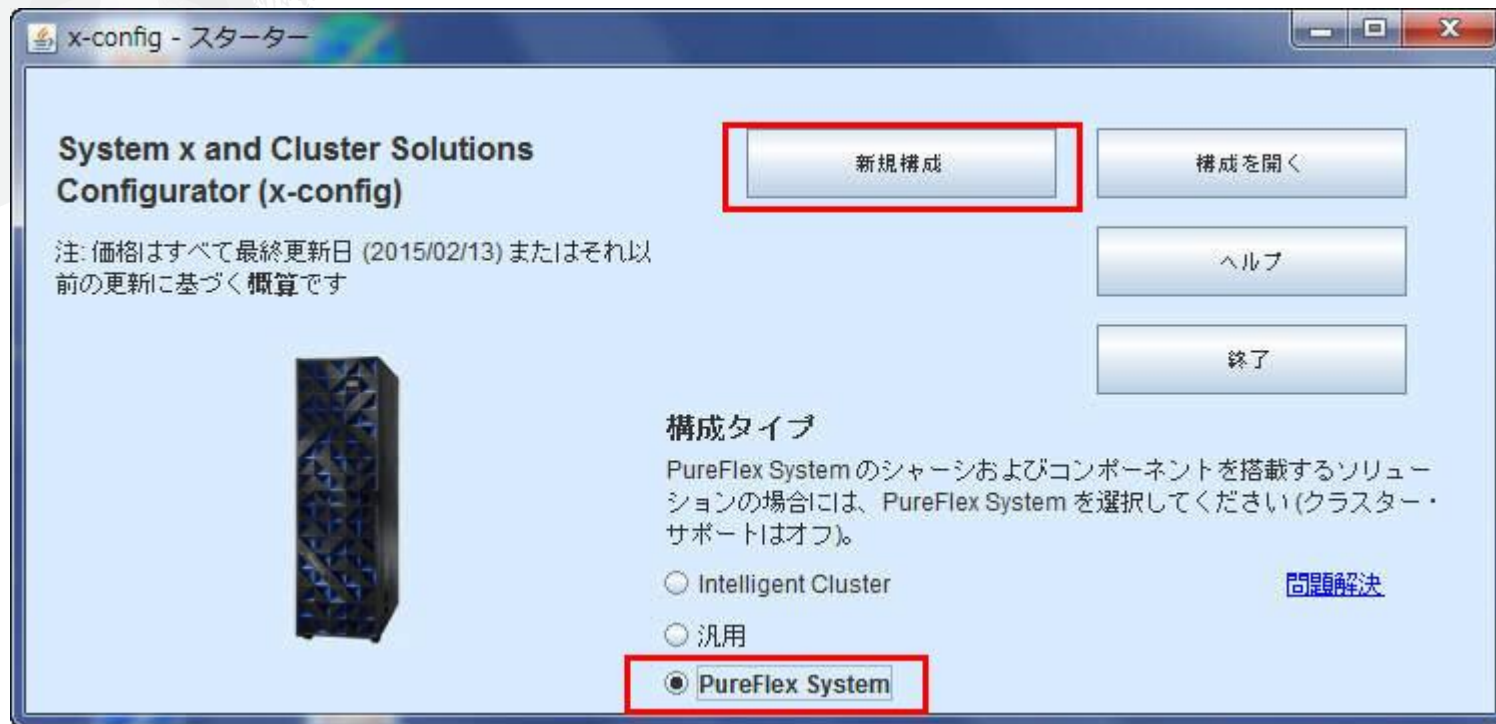 x-config - スターター
System x and Cluster Solutions
Configurator (x-config)
注: 価格はすべて最終更新日 (2015/02/13) またはそれ以
前の更新に基づく概算です
新規構成
構成を開く
ヘルプ
終了
構成タイプ
PureFlex System のシャーシおよびコンポーネントを搭載するソリュー
ションの場合には、PureFlex System を選択してください (クラスター・
サポートはオフ)。
Intelligent Cluster
問題解決
汎用
PureFlex System